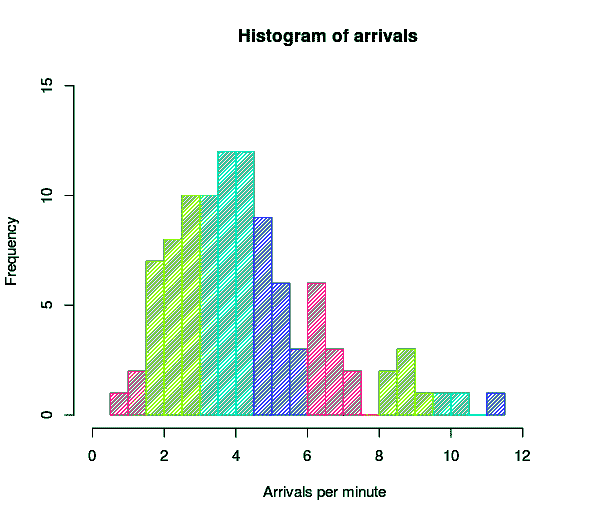 Histogram of arrivals
15
10
5
0
Frequency
0 2 4 6 8 10 12
Arrivals per minute